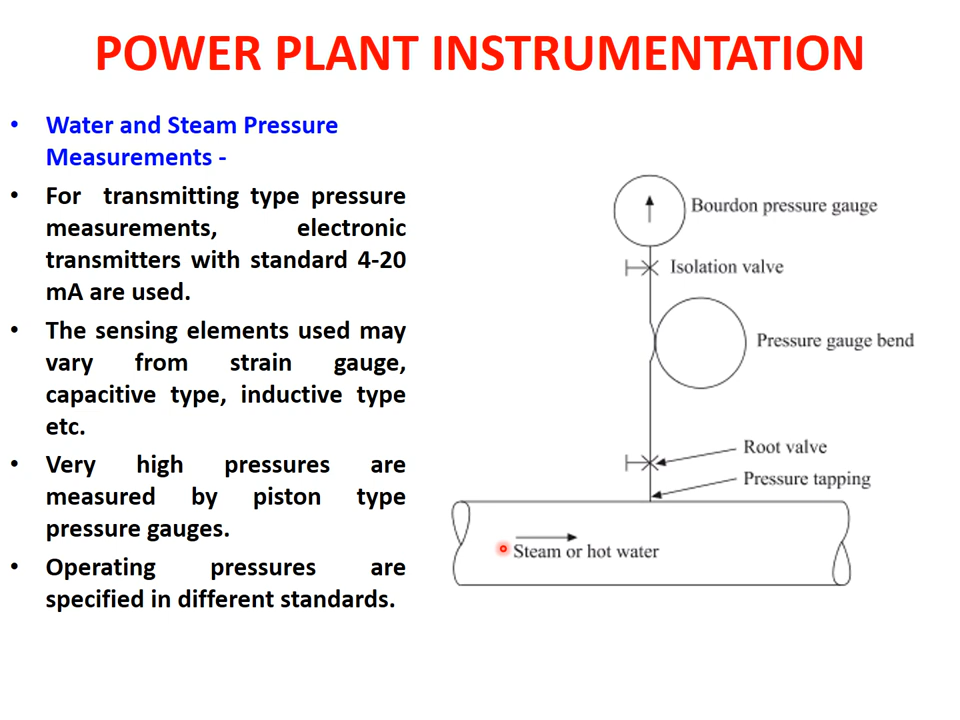 POWER PLANT INSTRUMENTATION
• Water and Steam Pressure
Measurements -
• For transmitting type pressure
measurements, electronic
transmitters with standard 4-20
mA are used.
• The sensing elements used may
vary from strain gauge,
capacitive type, inductive type
etc.
• Very high pressures are
measured by piston type
pressure gauges.
• Operating pressures are
specified in different standards.
Bourdon pressure gauge
Isolation valve
Pressure gauge bend
Root valve
Pressure tapping
Steam or hot water